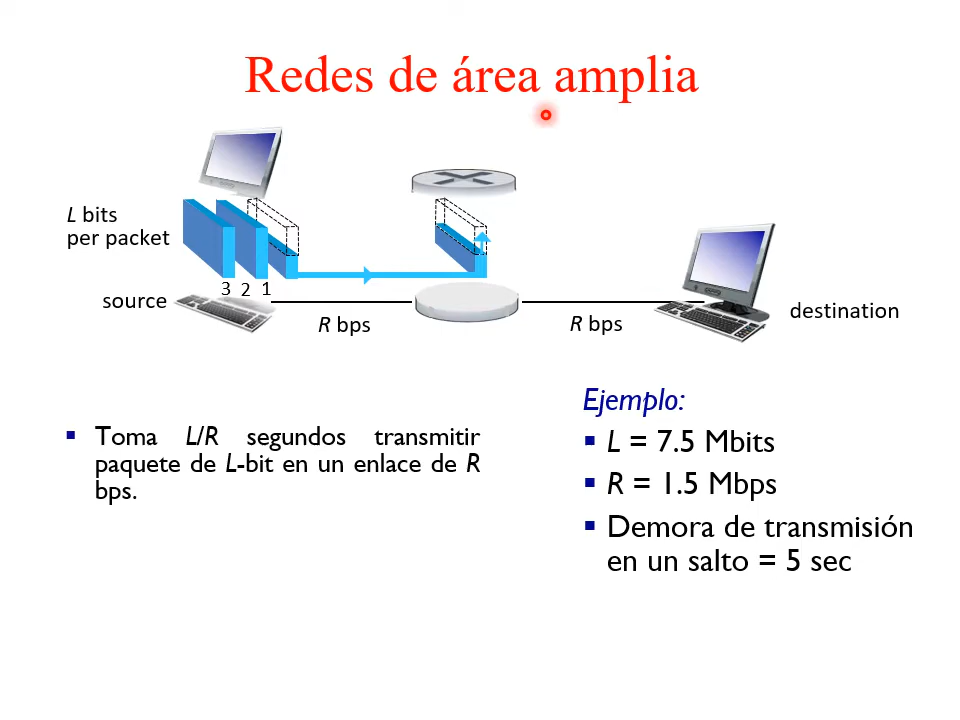 Redes de área amplia
L bits
per packet
3 2 1
source
R bps
R bps
destination
Ejemplo:
▪ L = 7.5 Mbits
▪ R = 1.5 Mbps
▪ Demora de transmisión
en un salto = 5 sec
▪ Toma L/R segundos transmitir
paquete de L-bit en un enlace de R
bps.